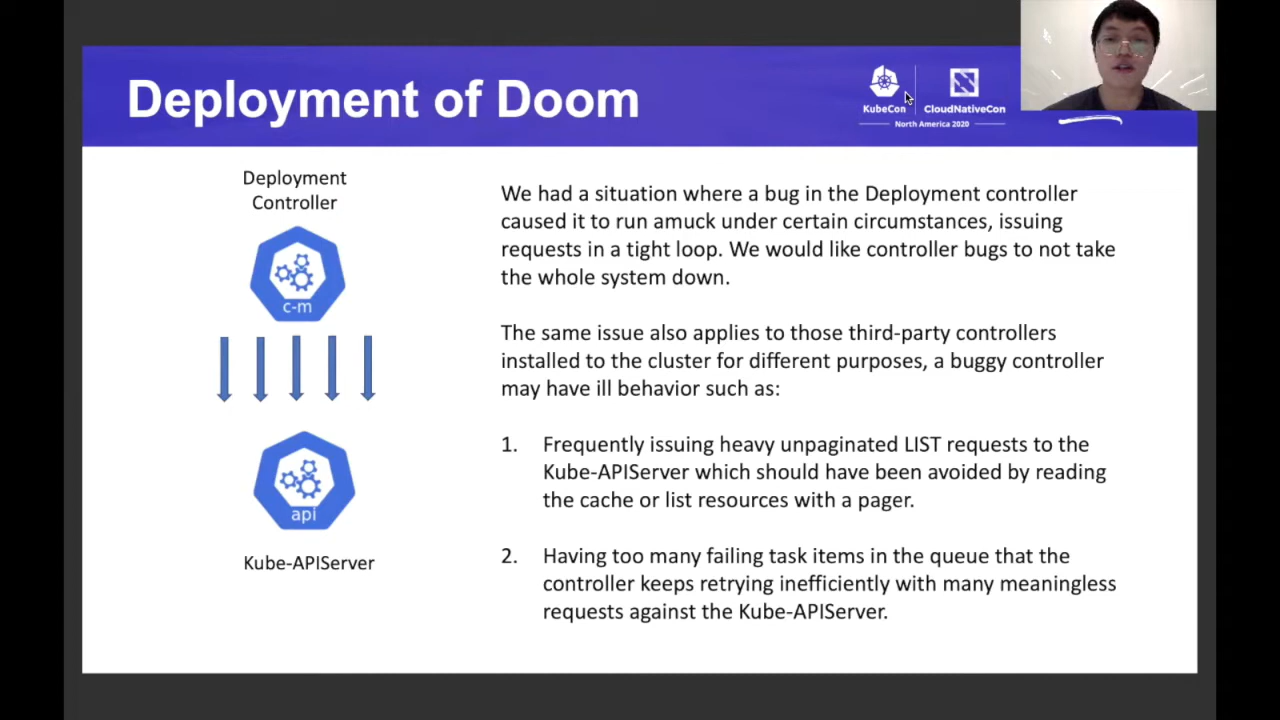 Deployment of Doom
KubeCon
CloudNativeCon
North America 2020
Deployment
Controller
c-m
api
Kube-APIServer
We had a situation where a bug in the Deployment controller
caused it to run amuck under certain circumstances, issuing
requests in a tight loop. We would like controller bugs to not take
the whole system down.
The same issue also applies to those third-party controllers
installed to the cluster for different purposes, a buggy controller
may have ill behavior such as:
1. Frequently issuing heavy unpaginated LIST requests to the
Kube-APIServer which should have been avoided by reading
the cache or list resources with a pager.
2. Having too many failing task items in the queue that the
controller keeps retrying inefficiently with many meaningless
requests against the Kube-APIServer.